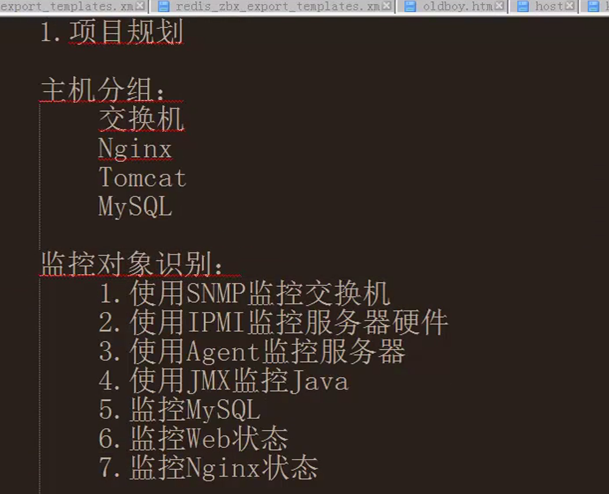 export_templates.xm redis_zbx_export_templates.xm oldboy.htm host
1.项目规划
主机分组:
交换机
Nginx
Tomcat
MySQL
监控对象识别:
1.使用SNMP监控交换机
2.使用IPMI监控服务器硬件
3.使用Agent监控服务器
4.使用JMX监控Java
5.监控MySQL
6.监控Web状态
7.监控Nginx状态